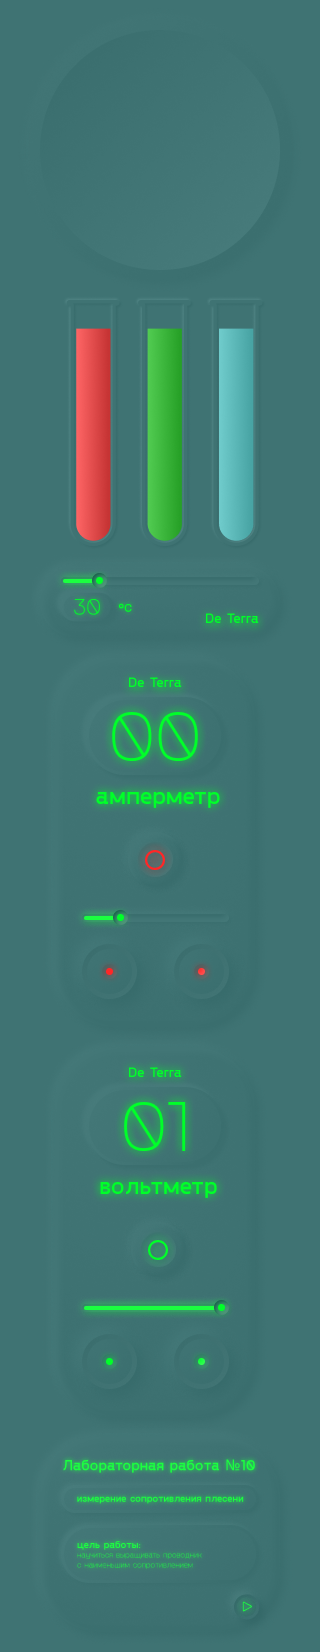 30 °C
De Terra
De Terra
00
амперметр
De Terra
01
вольтметр
Лабораторная работа №10
измерение сопротивления плесени
цель работы:
научиться выращивать проводник
с наименьшим сопротивлением